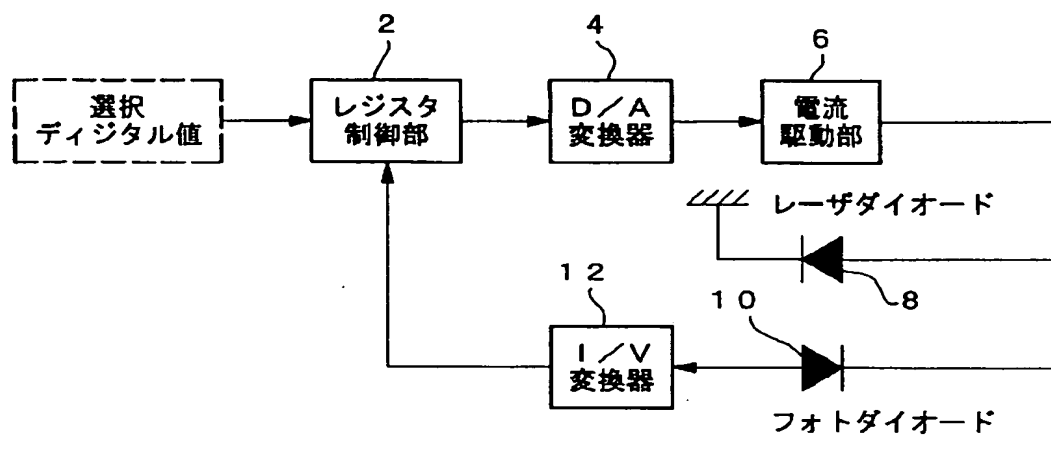 2
4
6
選択
ディジタル値
レジスタ
制御部
D/A
変換器
電流
駆動部
レーザダイオード
8
12
10
I/V
変換器
フォトダイオード